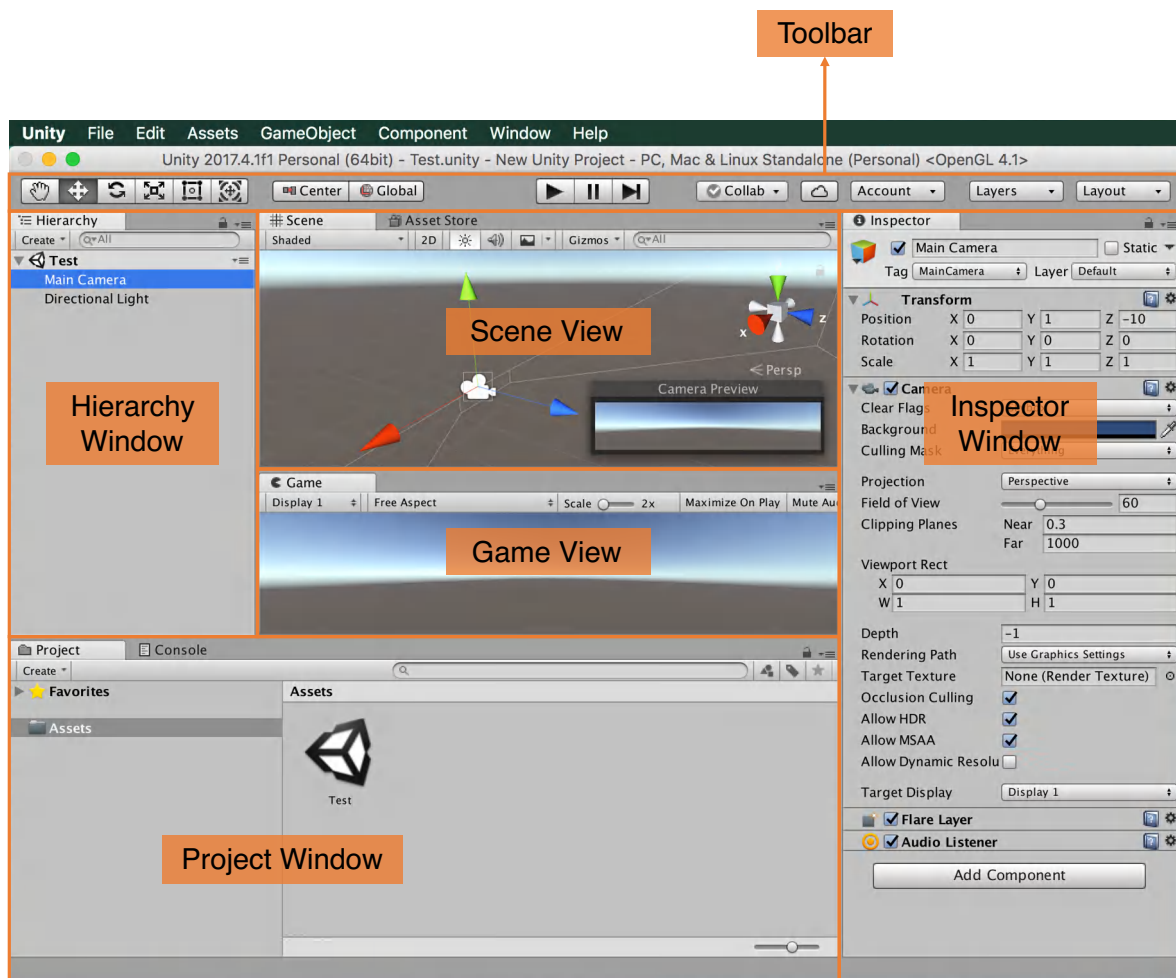 Toolbar
Unity File Edit Assets GameObject Component Window Help
Unity 2017.4.1f1 Personal (64bit) - Test.unity - New Unity Project - PC, Mac & Linux Standalone (Personal) <OpenGL 4.1>
Center Global Collab Account Layers Layout
Hierarchy
Create All
Test
Main Camera
Directional Light
Hierarchy
Window
Scene Asset Store
Shaded 2D Gizmos All
x z
Persp
Scene View
Camera Preview
Game
Display 1 Free Aspect Scale 2x Maximize On Play
Game View
Project Console
Create
Favorites
Assets
Assets
Test
Project Window
Inspector
Main Camera Static
Tag MainCamera Layer Default
Transform
Position X 0 Y 1 Z -10
Rotation X 0 Y 0 Z 0
Scale X 1 Y 1 Z 1
Camera
Clear Flags
Background
Culling Mask
Inspector
Window
Projection Perspective
Field of View 60
Clipping Planes Near 0.3
Far 1000
Viewport Rect
X 0 Y 0
W 1 H 1
Depth -1
Rendering Path Use Graphics Settings
Target Texture None (Render Texture)
Occlusion Culling
Allow HDR
Allow MSAA
Allow Dynamic Resolu
Target Display Display 1
Flare Layer
Audio Listener
Add Component